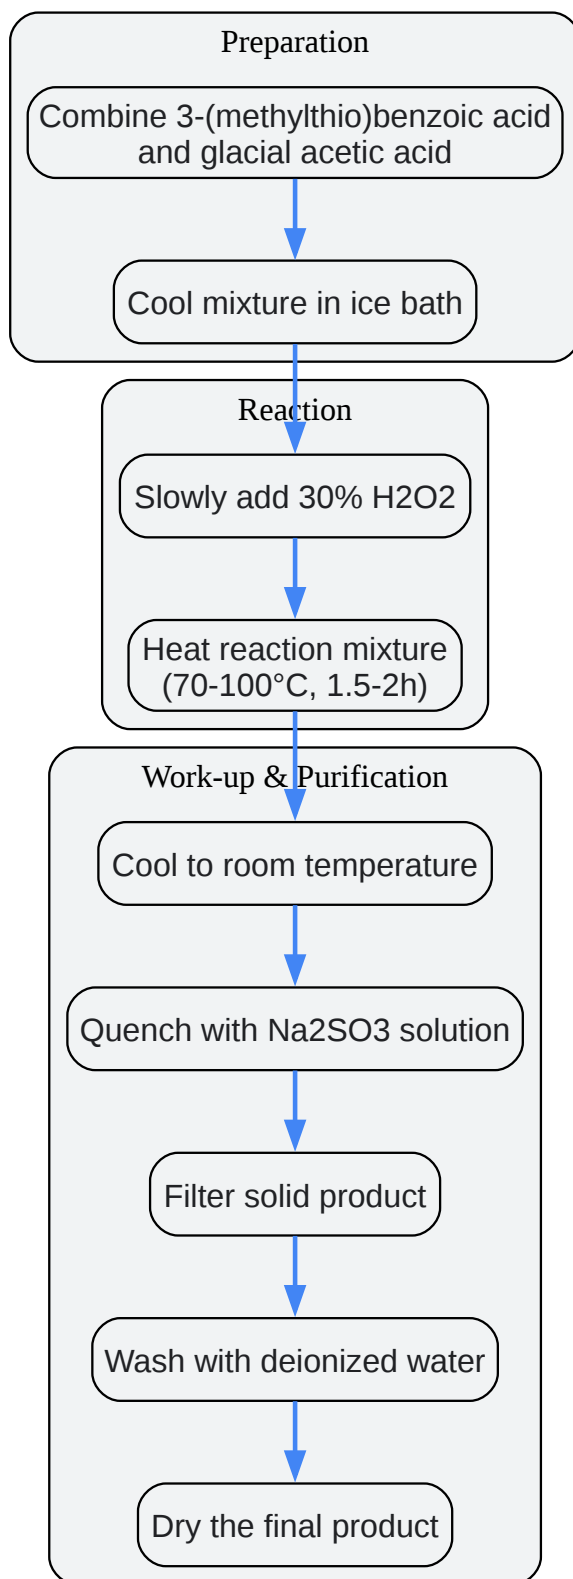 Preparation
Combine 3-(methylthio)benzoic acid
and glacial acetic acid
Cool mixture in ice bath
Reaction
Slowly add 30% H2O2
Heat reaction mixture
(70-100°C, 1.5-2h)
Work-up & Purification
Cool to room temperature
Quench with Na2SO3 solution
Filter solid product
Wash with deionized water
Dry the final product